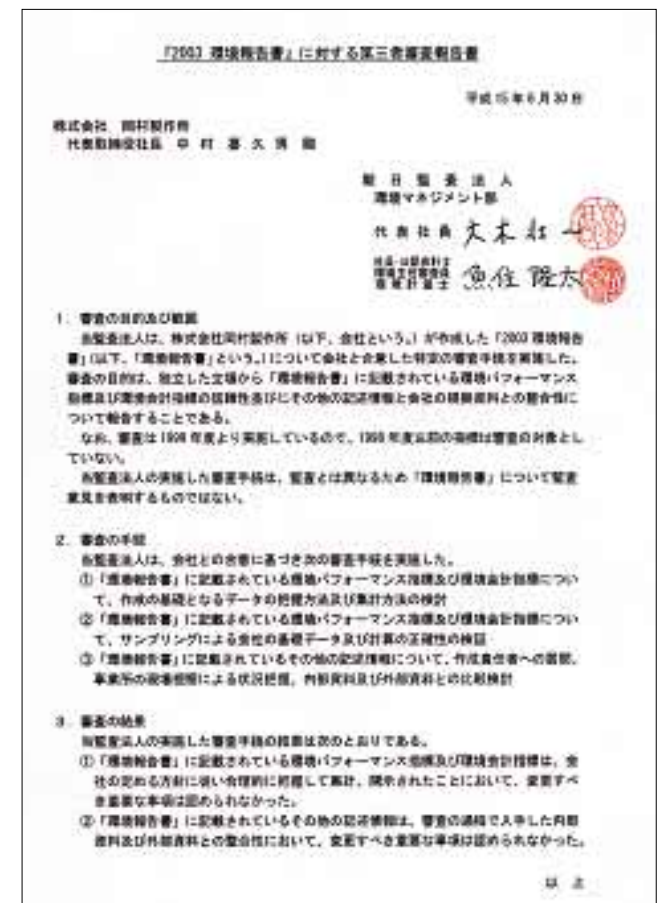 「2003 環境報告書」に対する第三者審査報告書
平成15年6月30日
株式会社 岡村製作所
代表取締役社長 中村喜久男 殿
朝日監査法人
環境マネジメント部
代表社員
魚住隆太
1. 審査の目的及び範囲
当監査法人は、株式会社岡村製作所（以下、会社という。）が作成した「2003 環境報告
書」（以下、「環境報告書」という。）について会社と合意した特定の審査手続を実施した。
審査の目的は、独立した立場から「環境報告書」に記載されている環境パフォーマンス
指標及び環境会計指標の信頼性並びにその他の記述情報と会社の根拠資料との整合性に
ついて報告することである。
なお、審査は1999年度より実施しているので、1998年度以前の指標は審査の対象とし
ていない。
当監査法人の実施した審査手続は、監査とは異なるため「環境報告書」について監査
意見を表明するものではない。
2. 審査の手続
当監査法人は、会社との合意に基づき次の審査手続を実施した。
①「環境報告書」に記載されている環境パフォーマンス指標及び環境会計指標につい
て、作成の基礎となるデータの把握方法及び集計方法の検討
②「環境報告書」に記載されている環境パフォーマンス指標及び環境会計指標につい
て、サンプリングによる会社の基礎データ及び計算の正確性の検証
③「環境報告書」に記載されているその他の記述情報について、作成責任者への質問、
事業所の現場視察による状況把握、内部資料及び外部資料との比較検討
3. 審査の結果
当監査法人の実施した審査手続の結果は次のとおりである。
①「環境報告書」に記載されている環境パフォーマンス指標及び環境会計指標は、会
社の定める方針に従い合理的に把握して集計、開示されたことにおいて、変更すべ
き重要な事項は認められなかった。
②「環境報告書」に記載されているその他の記述情報は、審査の過程で入手した内部
資料及び外部資料との整合性において、変更すべき重要な事項は認められなかった。
以上